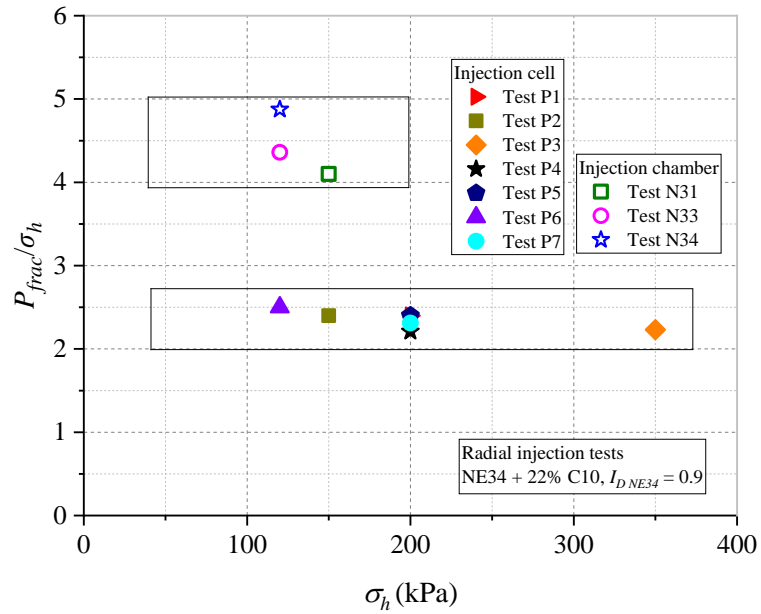 6
5
4
3
2
1
0
P_frac/σ_h
0
100
200
300
400
σ_h (kPa)
Injection cell
Test P1
Test P2
Test P3
Test P4
Test P5
Test P6
Test P7
Injection chamber
Test N31
Test N33
Test N34
Radial injection tests
NE34 + 22% C10, I_D NE34 = 0.9